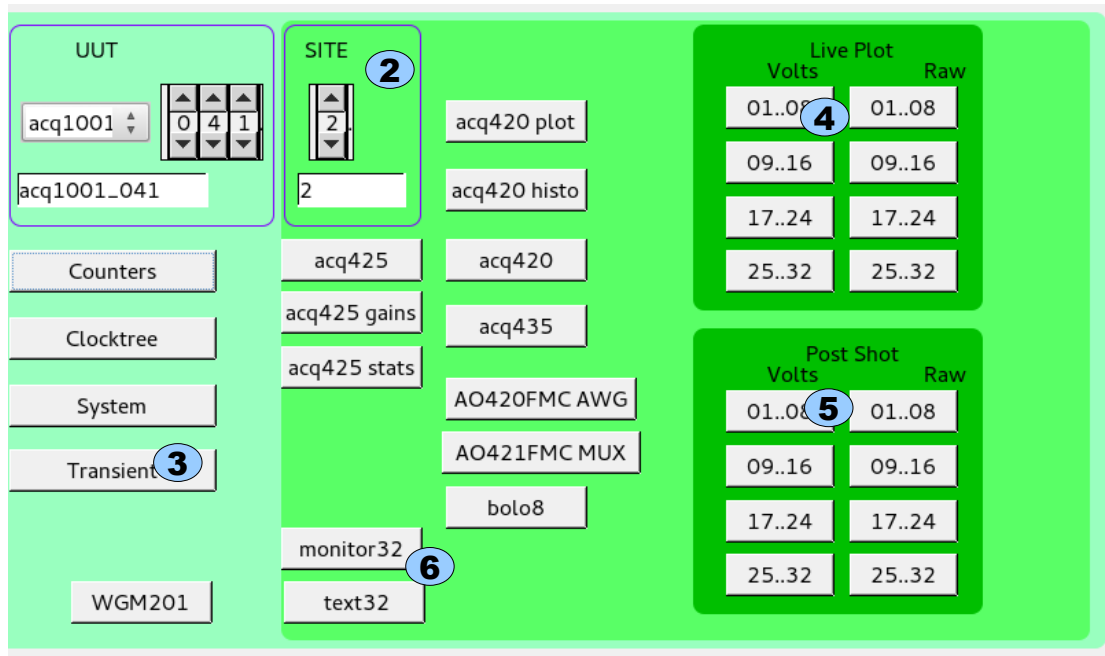 UUT
acq1001
0 4 1
acq1001_041
Counters
Clocktree
System
Transient
3
WGM201
SITE
2
2
2
acq425
acq425 gains
acq425 stats
monitor32
6
text32
acq420 plot
acq420 histo
acq420
acq435
AO420FMC AWG
AO421FMC MUX
bolo8
Live Plot
Volts Raw
01..08 4 01..08
09..16 09..16
17..24 17..24
25..32 25..32
Post Shot
Volts Raw
01..08 5 01..08
09..16 09..16
17..24 17..24
25..32 25..32